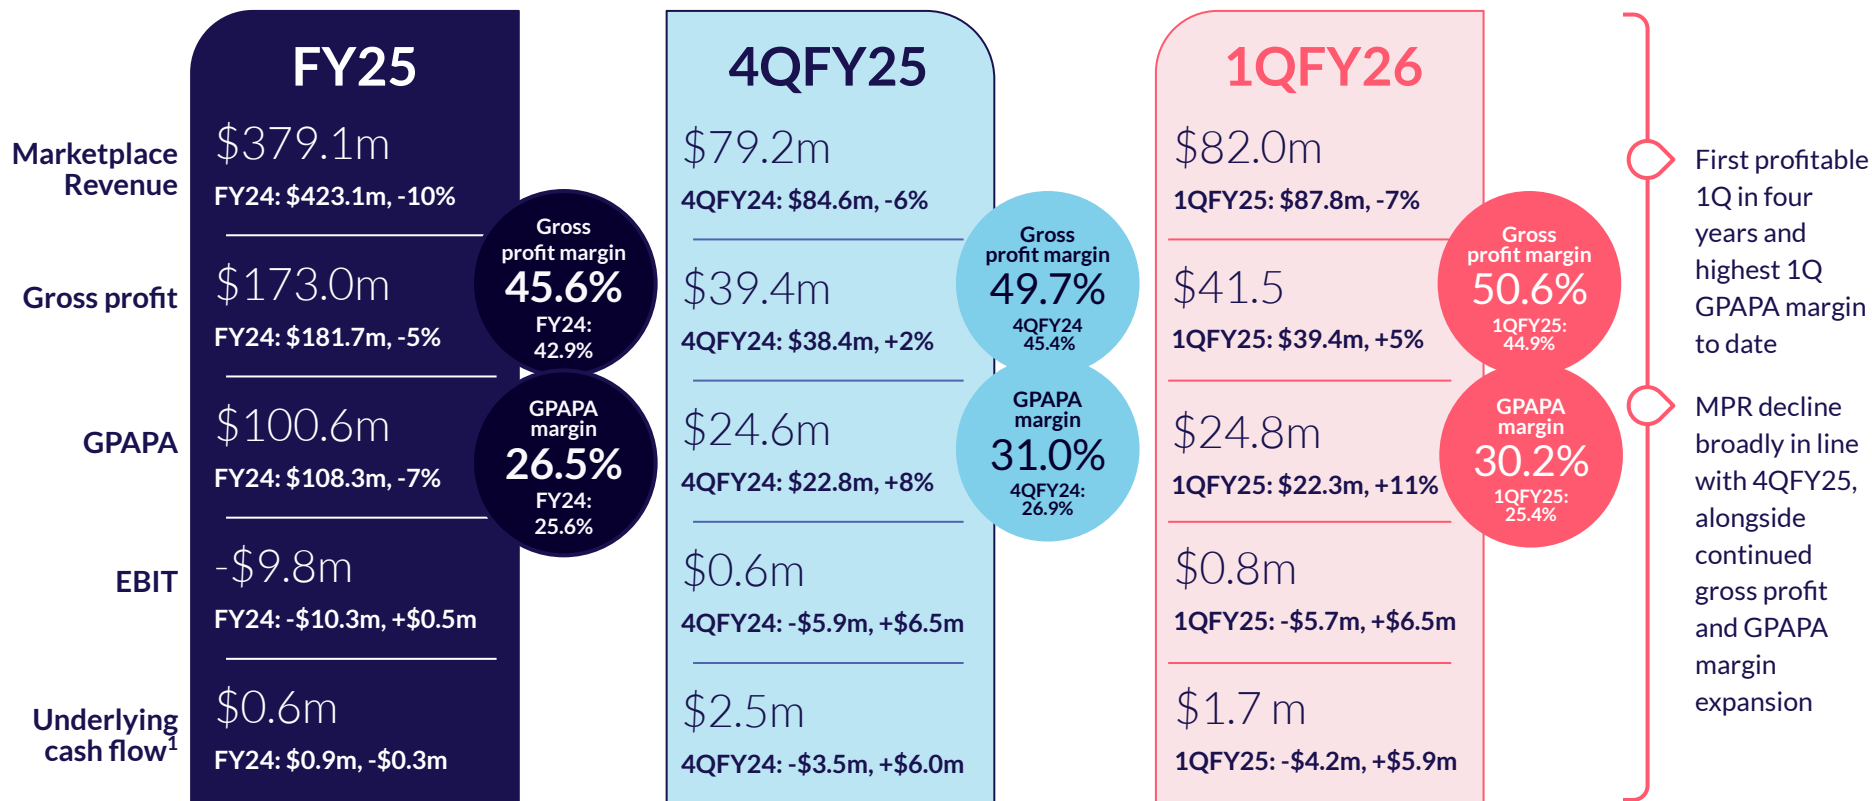 FY25
4QFY25
1QFY26
Marketplace
Revenue
$379.1m
FY24: $423.1m, -10%
$79.2m
4QFY24: $84.6m, -6%
$82.0m
1QFY25: $87.8m, -7%
Gross profit
$173.0m
FY24: $181.7m, -5%
Gross
profit margin
45.6%
FY24:
42.9%
$39.4m
4QFY24: $38.4m, +2%
Gross
profit margin
49.7%
4QFY24
45.4%
$41.5
1QFY25: $39.4m, +5%
Gross
profit margin
50.6%
1QFY25:
44.9%
GPAPA
$100.6m
FY24: $108.3m, -7%
GPAPA
margin
26.5%
FY24:
25.6%
$24.6m
4QFY24: $22.8m, +8%
GPAPA
margin
31.0%
4QFY24:
26.9%
$24.8m
1QFY25: $22.3m, +11%
GPAPA
margin
30.2%
1QFY25:
25.4%
EBIT
-$9.8m
FY24: -$10.3m, +$0.5m
$0.6m
4QFY24: -$5.9m, +$6.5m
$0.8m
1QFY25: -$5.7m, +$6.5m
Underlying
cash flow1
$0.6m
FY24: $0.9m, -$0.3m
$2.5m
4QFY24: -$3.5m, +$6.0m
$1.7 m
1QFY25: -$4.2m, +$5.9m
First profitable
1Q in four
years and
highest 1Q
GPAPA margin
to date
MPR decline
broadly in line
with 4QFY25,
alongside
continued
gross profit
and GPAPA
margin
expansion